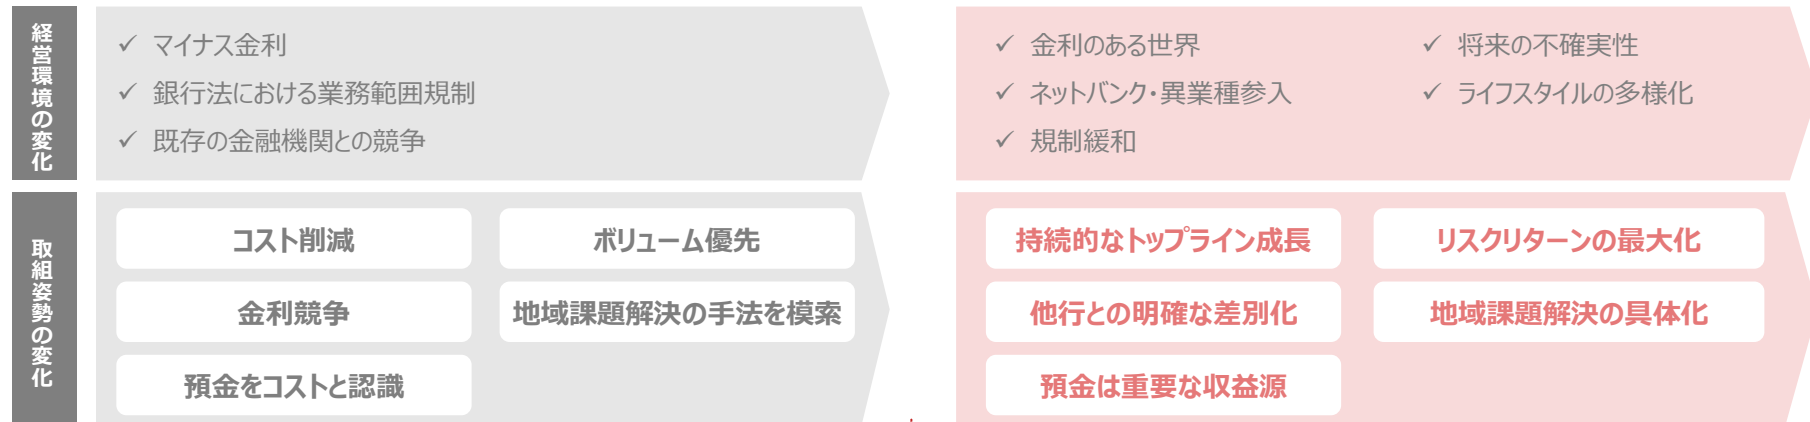 経営環境の変化
✓ マイナス金利
✓ 銀行法における業務範囲規制
✓ 既存の金融機関との競争
✓ 金利のある世界
✓ ネットバンク・異業種参入
✓ 規制緩和
✓ 将来の不確実性
✓ ライフスタイルの多様化
取組姿勢の変化
コスト削減
ボリューム優先
金利競争
地域課題解決の手法を模索
預金をコストと認識
持続的なトップライン成長
リスクリターンの最大化
他行との明確な差別化
地域課題解決の具体化
預金は重要な収益源